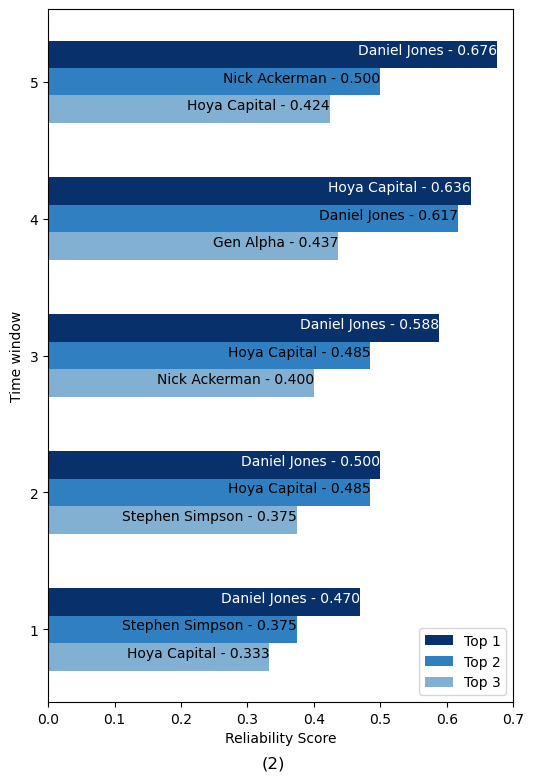 Daniel Jones - 0.676
5
Nick Ackerman - 0.500
Hoya Capital - 0.424
Hoya Capital - 0.636
4
Daniel Jones - 0.617
Gen Alpha - 0.437
Daniel Jones - 0.588
Time window
3
Hoya Capital - 0.485
Nick Ackerman - 0.400
Daniel Jones - 0.500
2
Hoya Capital - 0.485
Stephen Simpson - 0.375
Daniel Jones - 0.470
1
Stephen Simpson - 0.375
Hoya Capital - 0.333
Top 1
Top 2
Top 3
0.0 0.1 0.2 0.3 0.4 0.5 0.6 0.7
Reliability Score
(2)